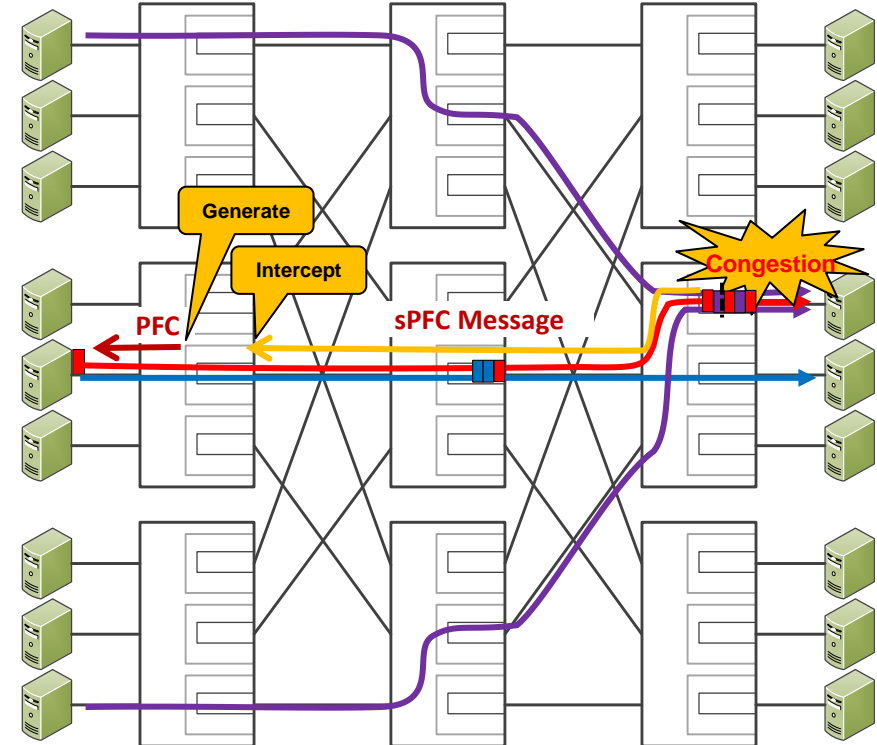 Generate
Intercept
Congestion
PFC
sPFC Message